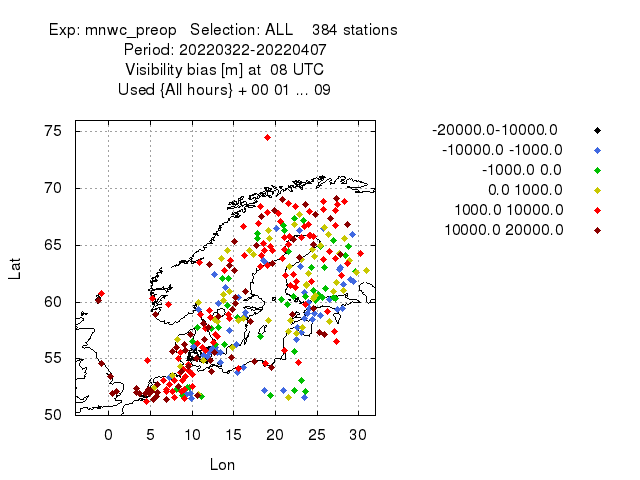 Exp: mnwc_preop   Selection: ALL    384 stations
Period: 20220322-20220407
Visibility bias [m] at  08 UTC
Used {All hours} + 00 01 ... 09
-20000.0-10000.0
-10000.0 -1000.0
-1000.0 0.0
0.0 1000.0
1000.0 10000.0
10000.0 20000.0
75
70
65
60
55
50
Lat
0 5 10 15 20 25 30
Lon